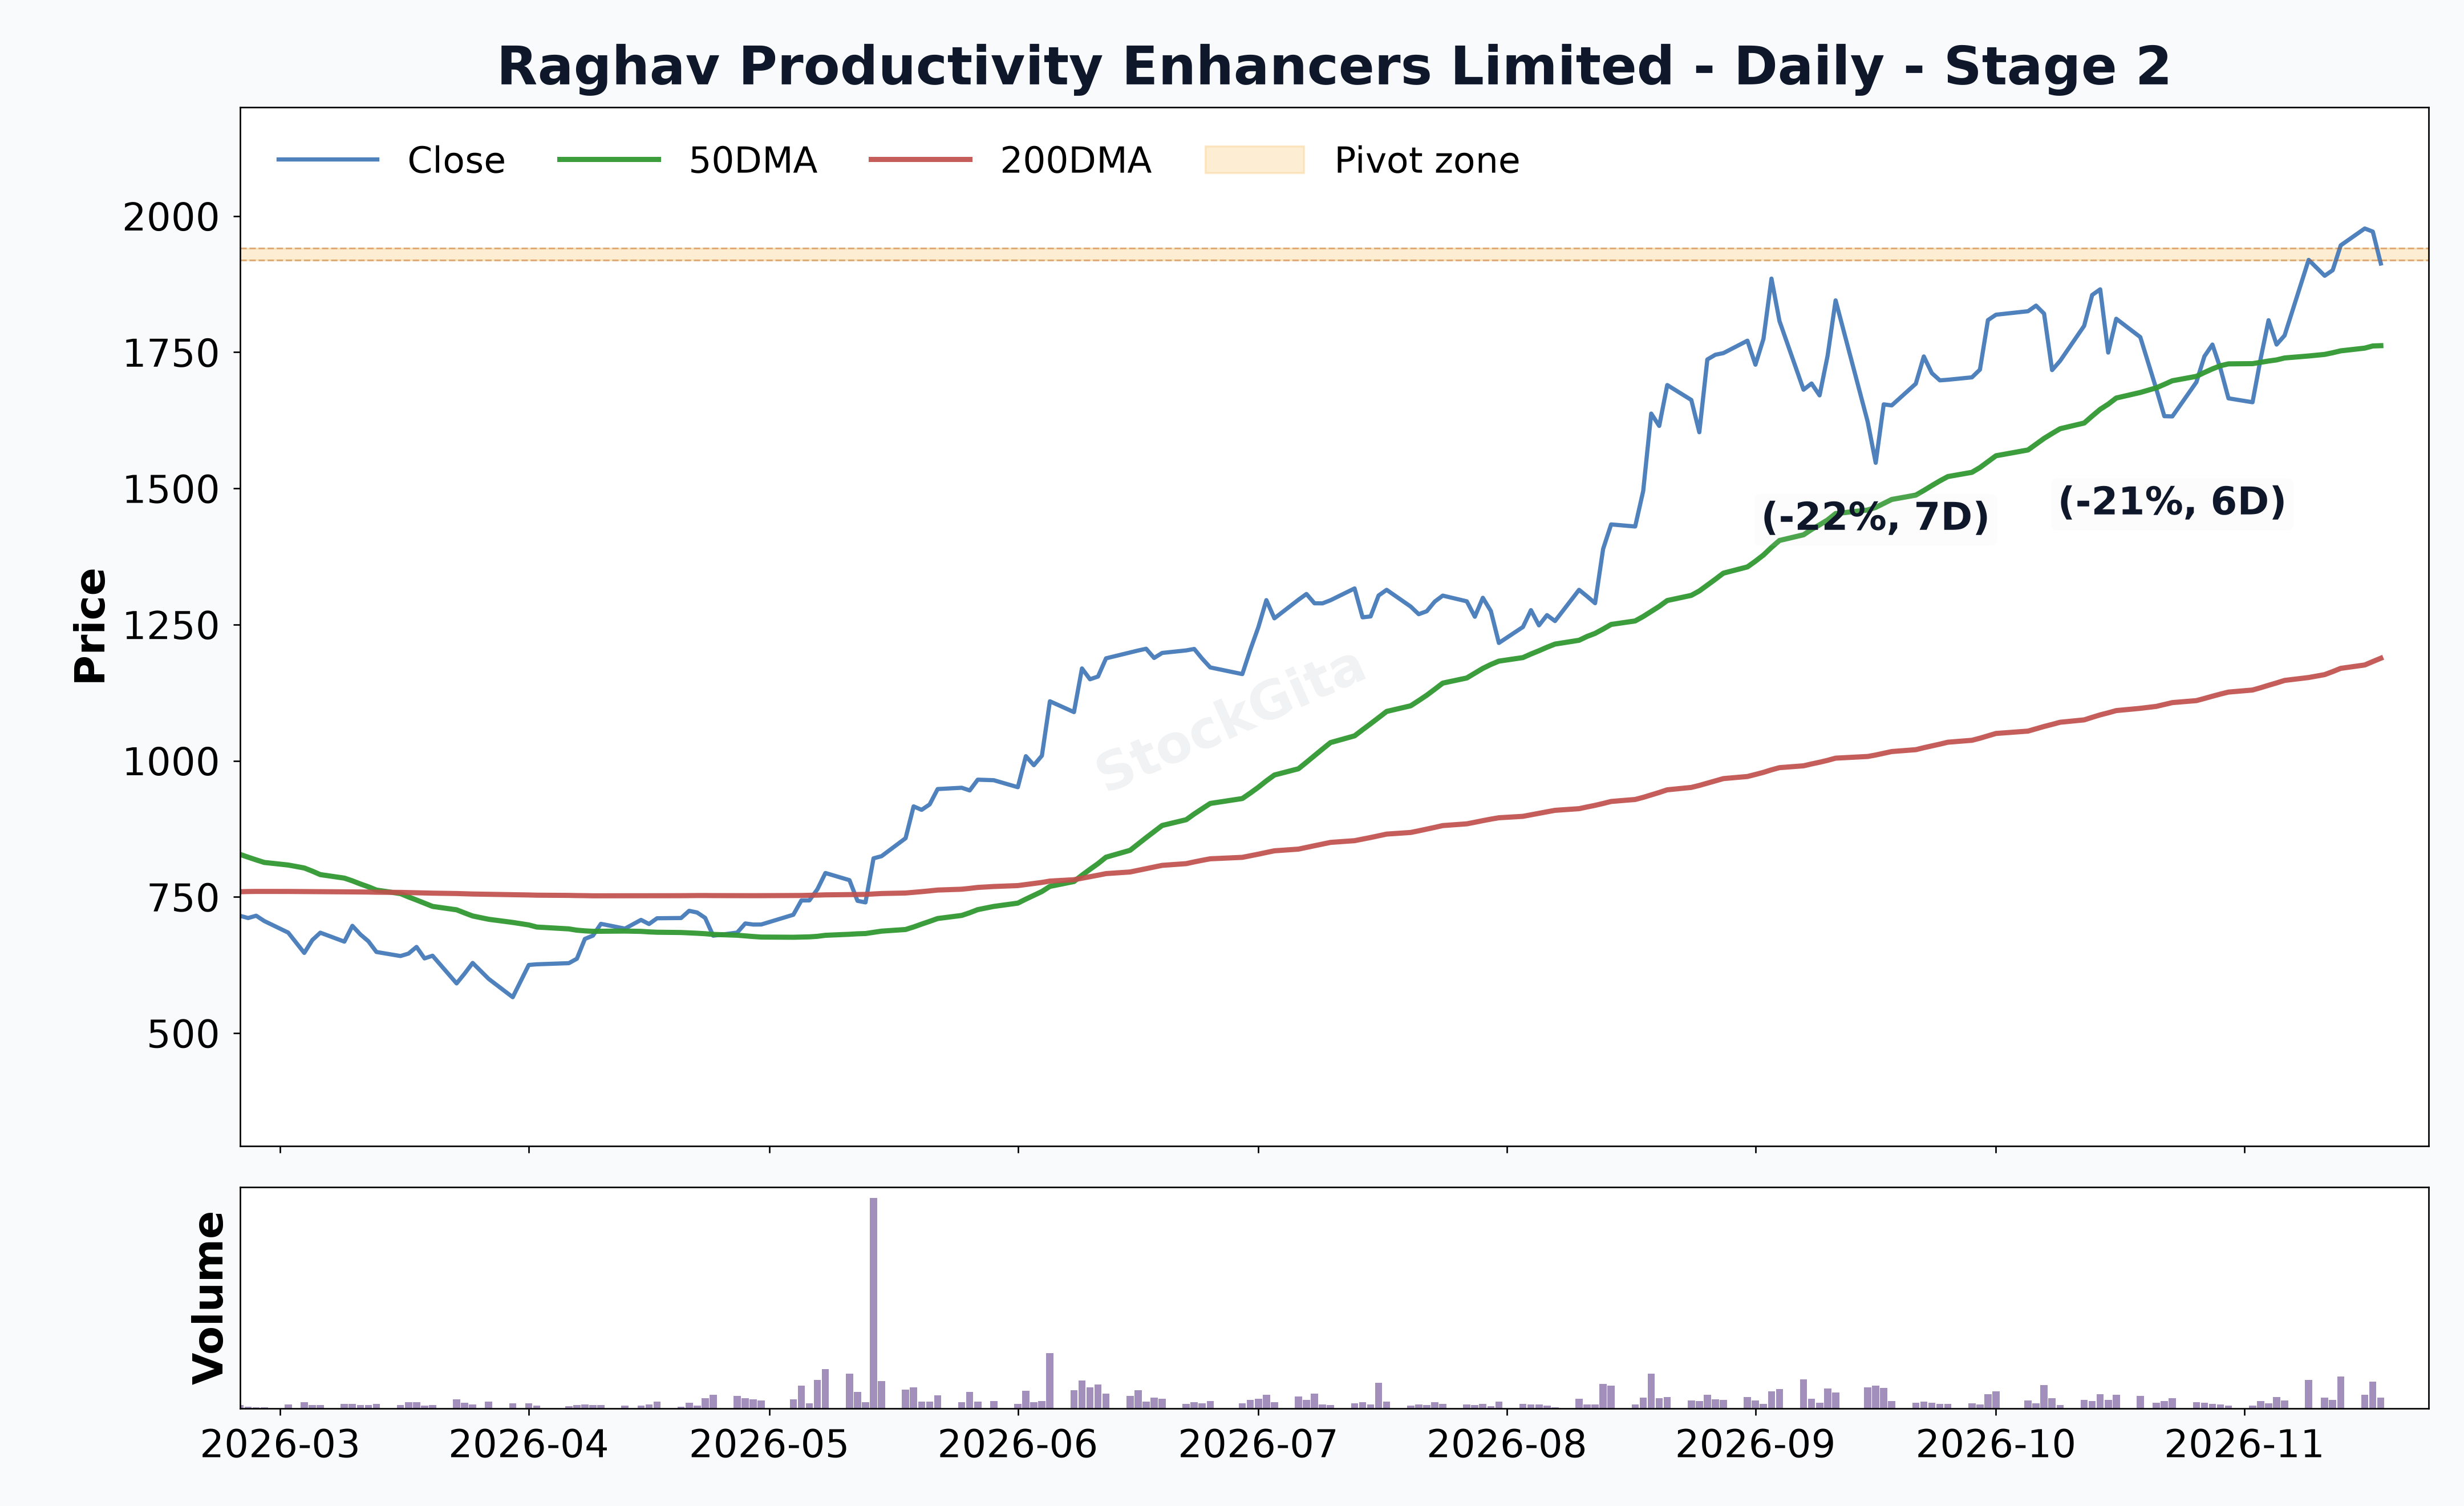 Raghav Productivity Enhancers Limited - Daily - Stage 2
Close 50DMA 200DMA Pivot zone
2000
1750
1500
1250
1000
750
500
Price
(-22%, 7D)
(-21%, 6D)
StockGita
Volume
2026-03 2026-04 2026-05 2026-06 2026-07 2026-08 2026-09 2026-10 2026-11